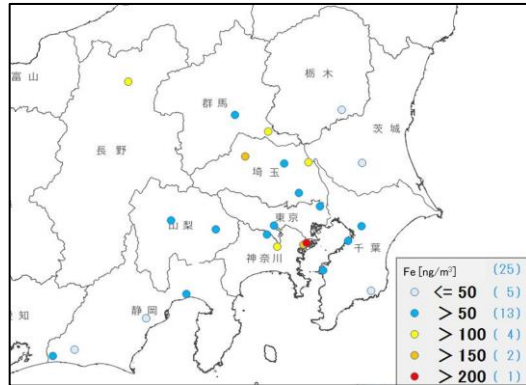 富山
栃木
群馬
茨城
長野
埼玉
東京
山梨
千葉
神奈川
静岡
知
Fe [ng/m³] (25)
<= 50 ( 5)
> 50 (13)
> 100 ( 4)
> 150 ( 2)
> 200 ( 1)